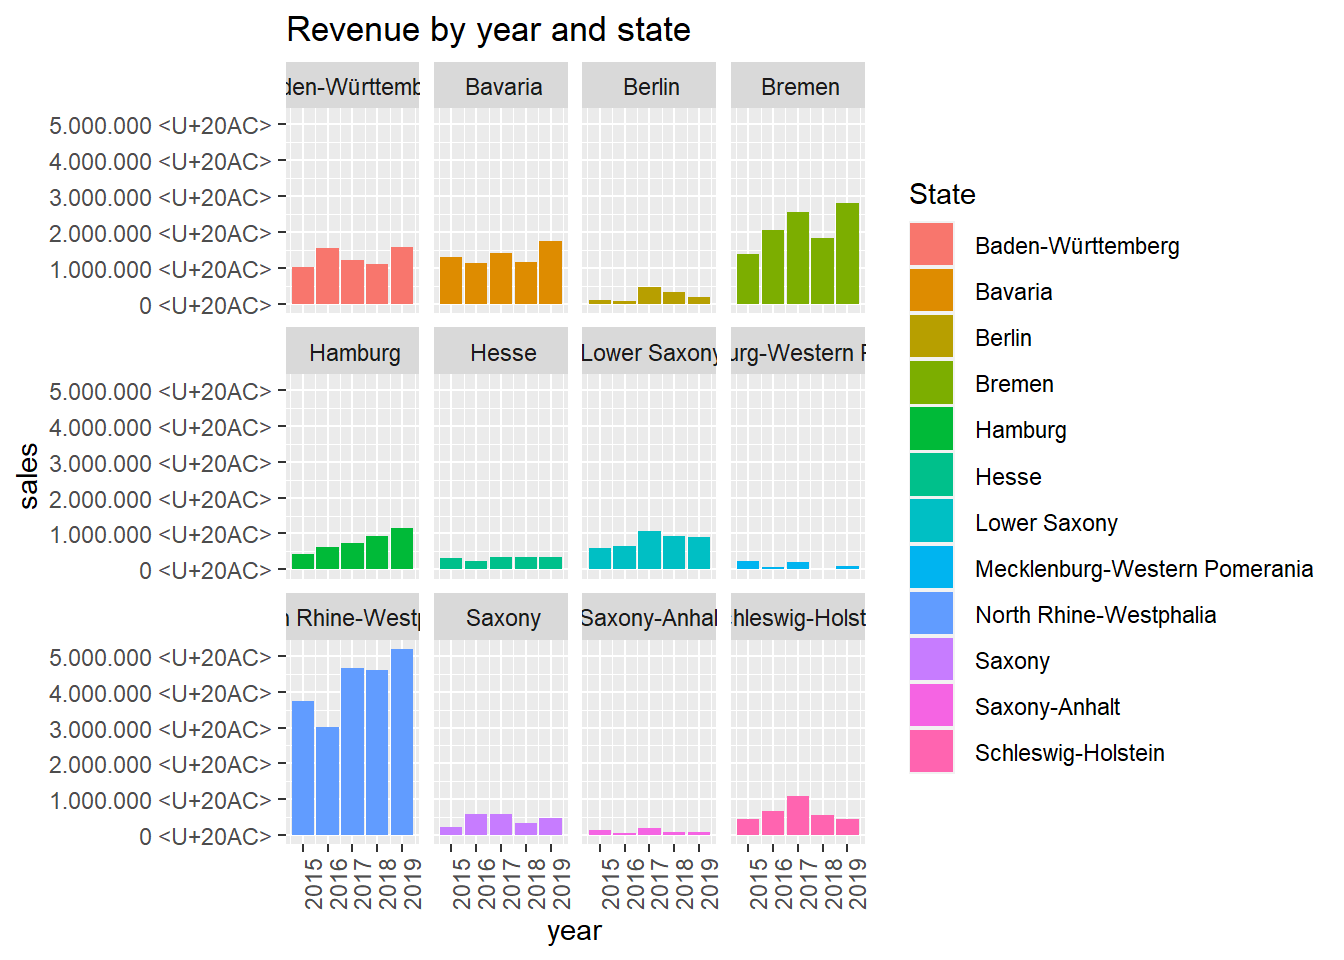 Revenue by year and state
den-Württemb
Bavaria
Berlin
Bremen
5.000.000 <U+20AC>
4.000.000 <U+20AC>
3.000.000 <U+20AC>
2.000.000 <U+20AC>
1.000.000 <U+20AC>
0 <U+20AC>
Hamburg
Hesse
Lower Saxony
urg-Western P
5.000.000 <U+20AC>
4.000.000 <U+20AC>
3.000.000 <U+20AC>
2.000.000 <U+20AC>
1.000.000 <U+20AC>
0 <U+20AC>
h Rhine-Westp
Saxony
Saxony-Anhalt
chleswig-Holst
5.000.000 <U+20AC>
4.000.000 <U+20AC>
3.000.000 <U+20AC>
2.000.000 <U+20AC>
1.000.000 <U+20AC>
0 <U+20AC>
2015 2016 2017 2018 2019
2015 2016 2017 2018 2019
2015 2016 2017 2018 2019
2015 2016 2017 2018 2019
year
sales
State
Baden-Württemberg
Bavaria
Berlin
Bremen
Hamburg
Hesse
Lower Saxony
Mecklenburg-Western Pomerania
North Rhine-Westphalia
Saxony
Saxony-Anhalt
Schleswig-Holstein